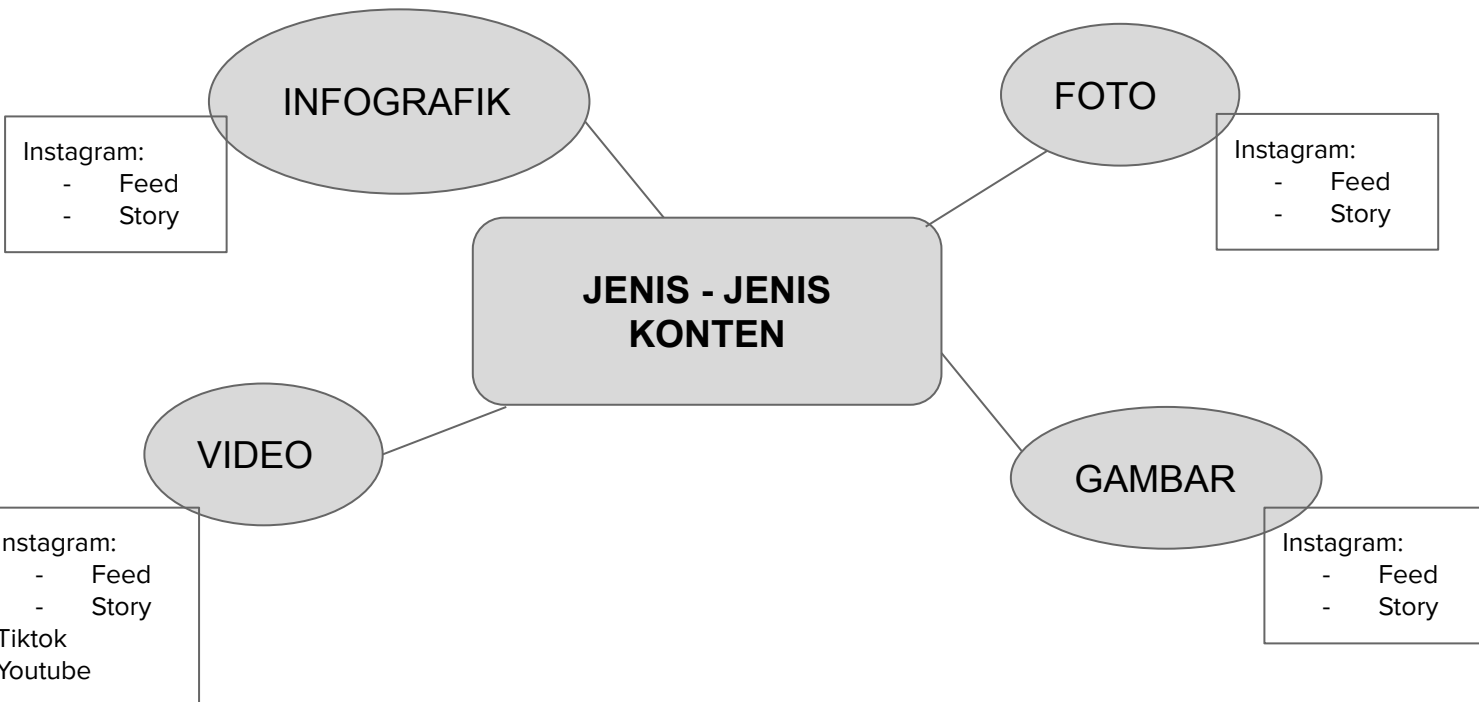 INFOGRAFIK
Instagram:
- Feed
- Story
FOTO
Instagram:
- Feed
- Story
JENIS - JENIS
KONTEN
VIDEO
nstagram:
- Feed
- Story
Tiktok
Youtube
GAMBAR
Instagram:
- Feed
- Story